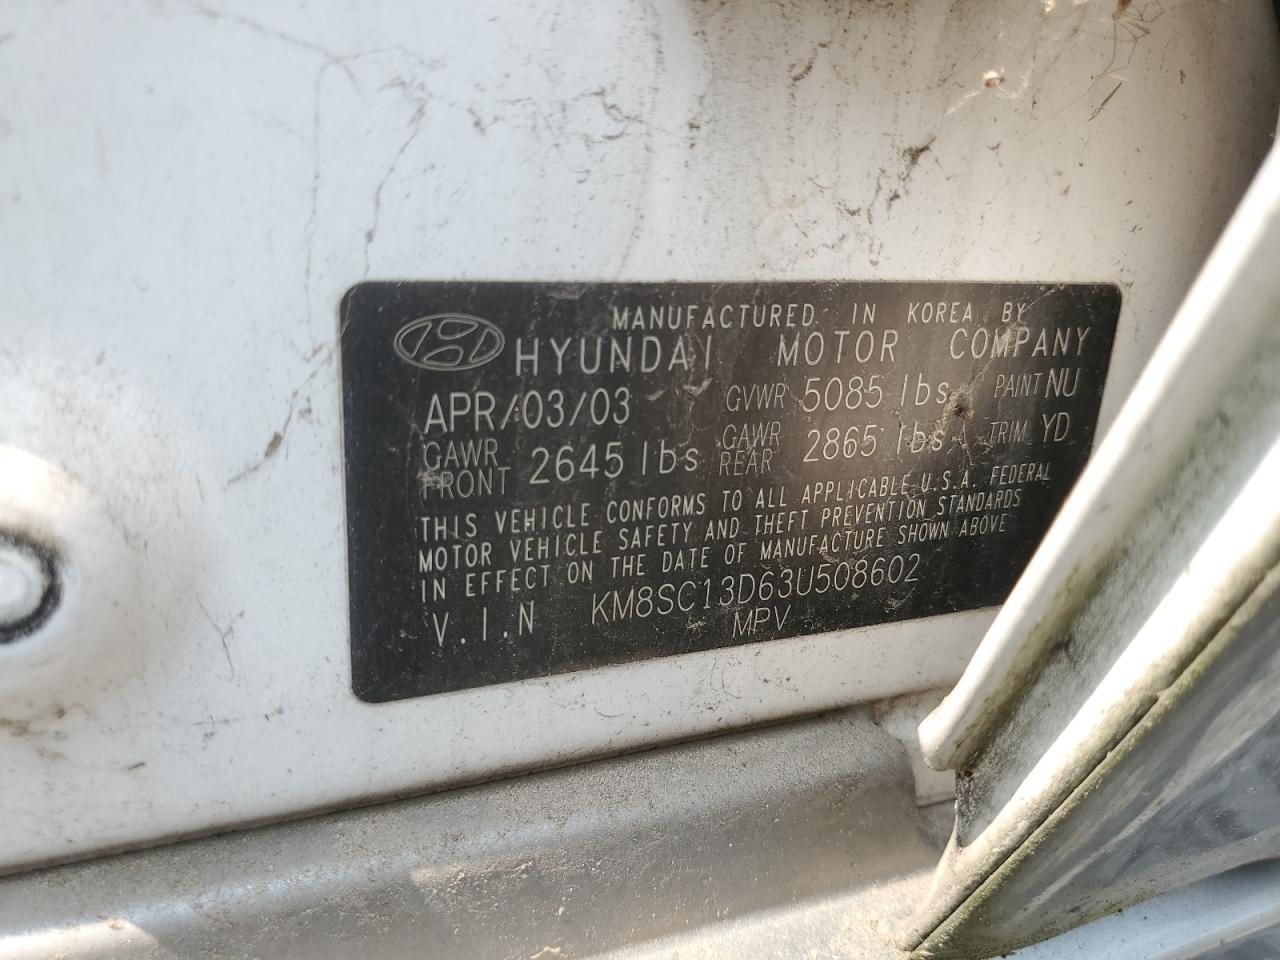 MANUFACTURED IN KOREA BY
HYUNDAI MOTOR COMPANY
APR/03/03 GVWR 5085 lbs PAINT NU
GAWR FRONT 2645 lbs GAWR REAR 2865 lbs TRIM YD
THIS VEHICLE CONFORMS TO ALL APPLICABLE U.S.A. FEDERAL
MOTOR VEHICLE SAFETY AND THEFT PREVENTION STANDARDS
IN EFFECT ON THE DATE OF MANUFACTURE SHOWN ABOVE
V.I.N KM8SC13D63U508602
MPV